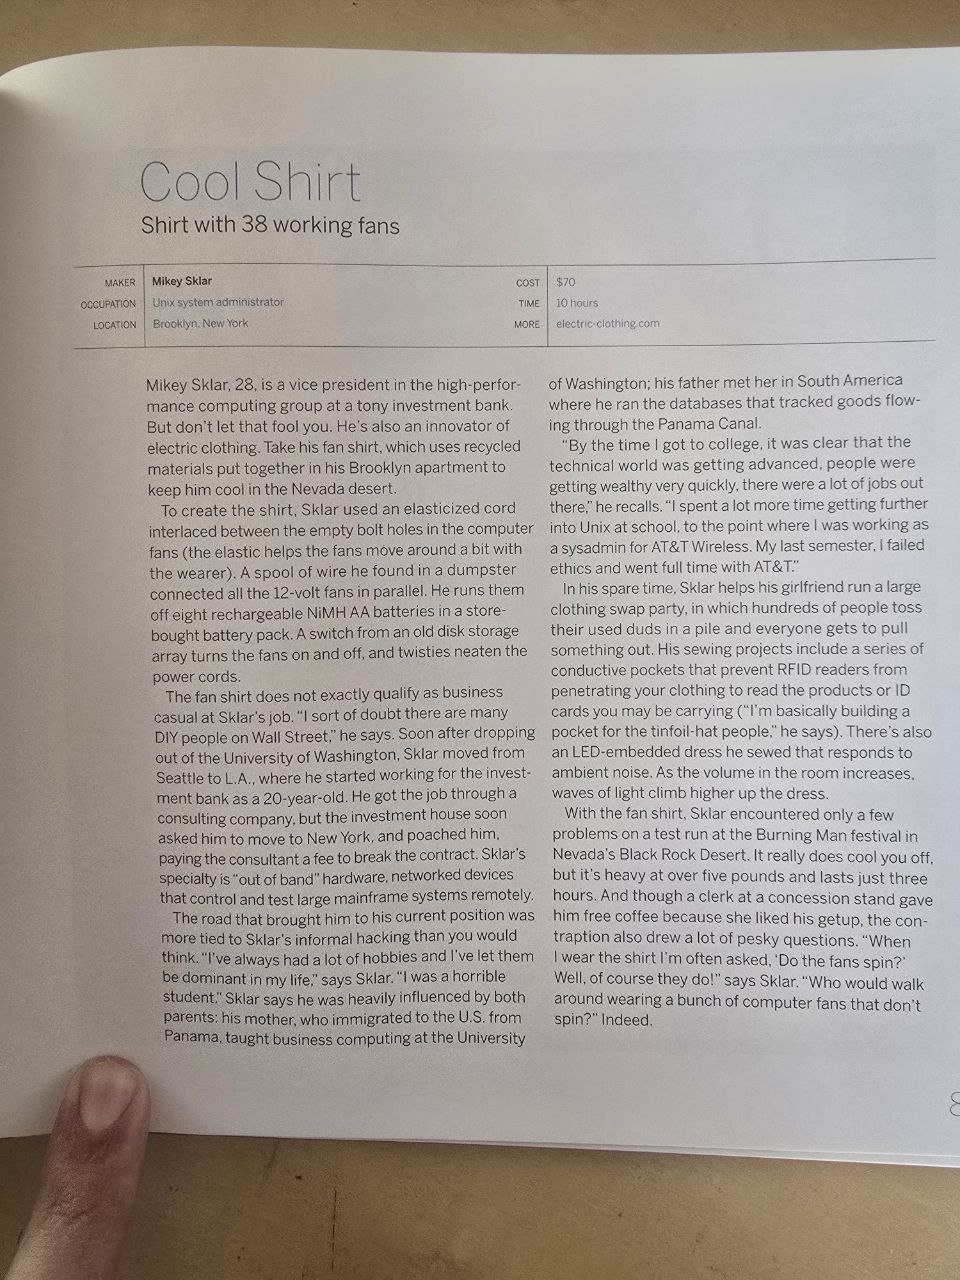 Cool Shirt
Shirt with 38 working fans
MAKER Mikey Sklar
OCCUPATION Unix system administrator
LOCATION Brooklyn, New York
COST $70
TIME 10 hours
MORE electric-clothing.com
Mikey Sklar, 28, is a vice president in the high-perfor-
mance computing group at a tony investment bank.
But don't let that fool you. He's also an innovator of
electric clothing. Take his fan shirt, which uses recycled
materials put together in his Brooklyn apartment to
keep him cool in the Nevada desert.
To create the shirt, Sklar used an elasticized cord
interlaced between the empty bolt holes in the computer
fans (the elastic helps the fans move around a bit with
the wearer). A spool of wire he found in a dumpster
connected all the 12-volt fans in parallel. He runs them
off eight rechargeable NiMH AA batteries in a store-
bought battery pack. A switch from an old disk storage
array turns the fans on and off, and twisties neaten the
power cords.
The fan shirt does not exactly qualify as business
casual at Sklar's job. "I sort of doubt there are many
DIY people on Wall Street," he says. Soon after dropping
out of the University of Washington, Sklar moved from
Seattle to L.A., where he started working for the invest-
ment bank as a 20-year-old. He got the job through a
consulting company, but the investment house soon
asked him to move to New York, and poached him,
paying the consultant a fee to break the contract. Sklar's
specialty is "out of band" hardware, networked devices
that control and test large mainframe systems remotely.
The road that brought him to his current position was
more tied to Sklar's informal hacking than you would
think. "I've always had a lot of hobbies and I've let them
be dominant in my life," says Sklar. "I was a horrible
student." Sklar says he was heavily influenced by both
parents: his mother, who immigrated to the U.S. from
Panama, taught business computing at the University
of Washington; his father met her in South America
where he ran the databases that tracked goods flow-
ing through the Panama Canal.
"By the time I got to college, it was clear that the
technical world was getting advanced, people were
getting wealthy very quickly, there were a lot of jobs out
there," he recalls. "I spent a lot more time getting further
into Unix at school, to the point where I was working as
a sysadmin for AT&T Wireless. My last semester, I failed
ethics and went full time with AT&T."
In his spare time, Sklar helps his girlfriend run a large
clothing swap party, in which hundreds of people toss
their used duds in a pile and everyone gets to pull
something out. His sewing projects include a series of
conductive pockets that prevent RFID readers from
penetrating your clothing to read the products or ID
cards you may be carrying ("I'm basically building a
pocket for the tinfoil-hat people," he says). There's also
an LED-embedded dress he sewed that responds to
ambient noise. As the volume in the room increases,
waves of light climb higher up the dress.
With the fan shirt, Sklar encountered only a few
problems on a test run at the Burning Man festival in
Nevada's Black Rock Desert. It really does cool you off,
but it's heavy at over five pounds and lasts just three
hours. And though a clerk at a concession stand gave
him free coffee because she liked his getup, the con-
traption also drew a lot of pesky questions. "When
I wear the shirt I'm often asked, 'Do the fans spin?'
Well, of course they do!" says Sklar. "Who would walk
around wearing a bunch of computer fans that don't
spin?" Indeed.